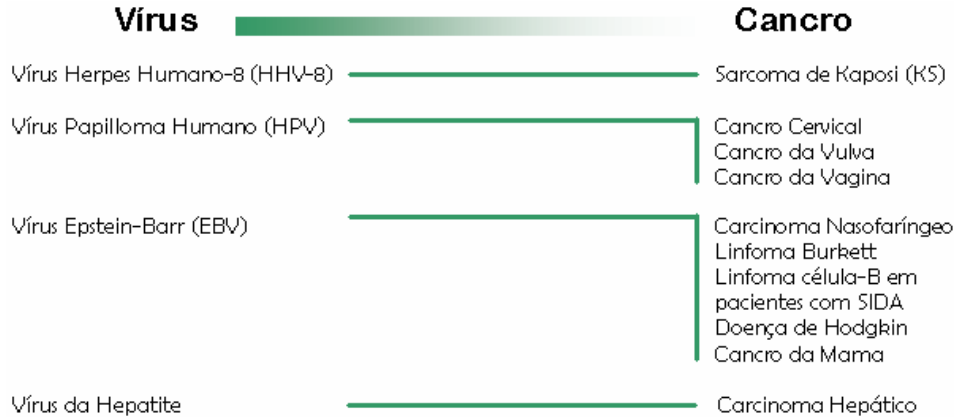 Vírus Cancro
Vírus Herpes Humano-8 (HHV-8) Sarcoma de Kaposi (KS)
Vírus Papilloma Humano (HPV) Cancro Cervical
Cancro da Vulva
Cancro da Vagina
Vírus Epstein-Barr (EBV) Carcinoma Nasofaríngeo
Linfoma Burkett
Linfoma célula-B em
pacientes com SIDA
Doença de Hodgkin
Cancro da Mama
Vírus da Hepatite Carcinoma Hepático